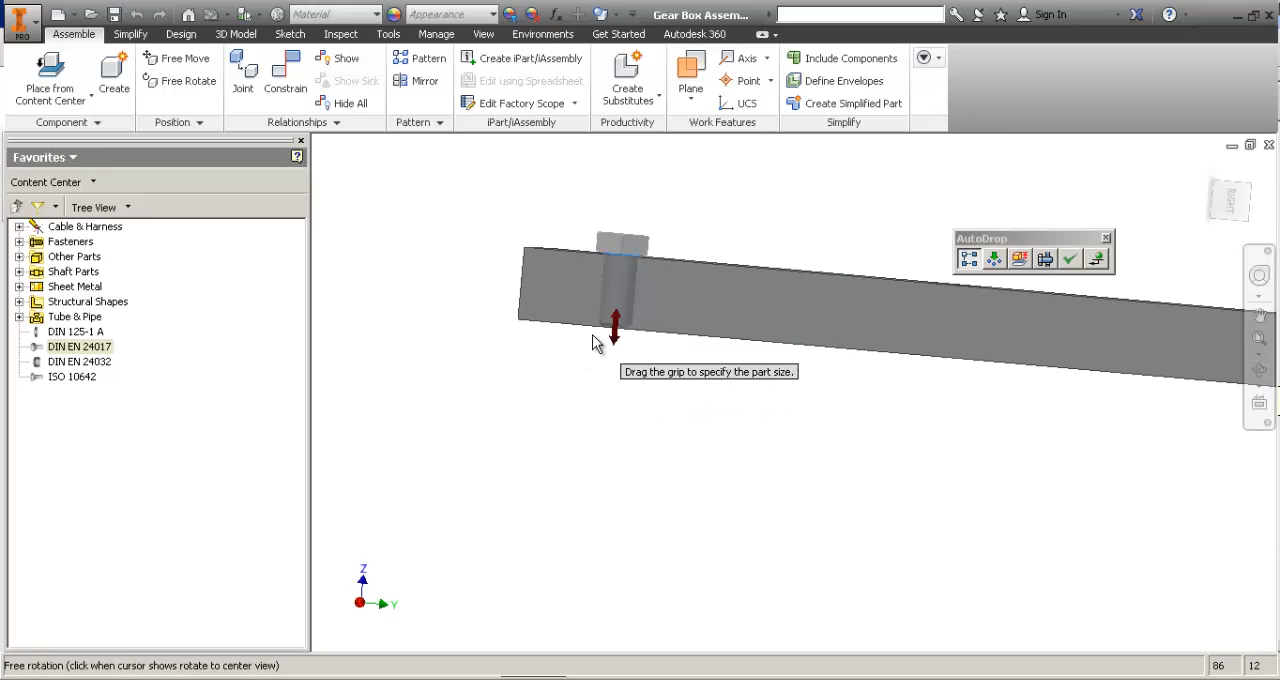 PRO
Material
Appearance
Gear Box Assem...
Sign In
Assemble Simplify Design 3D Model Sketch Inspect Tools Manage View Environments Get Started Autodesk 360
Place from Content Center
Create
Component
Free Move
Free Rotate
Position
Joint
Constrain
Show
Show Sick
Hide All
Relationships
Pattern
Mirror
Pattern
Create iPart/iAssembly
Edit using Spreadsheet
Edit Factory Scope
iPart/iAssembly
Create Substitutes
Productivity
Plane
Axis
Point
UCS
Work Features
Include Components
Define Envelopes
Create Simplified Part
Simplify
Favorites
Content Center
Tree View
Cable & Harness
Fasteners
Other Parts
Shaft Parts
Sheet Metal
Structural Shapes
Tube & Pipe
DIN 125-1 A
DIN EN 24017
DIN EN 24032
ISO 10642
RIGHT
AutoDrop
Drag the grip to specify the part size.
Z
Y
Free rotation (click when cursor shows rotate to center view)
86 12